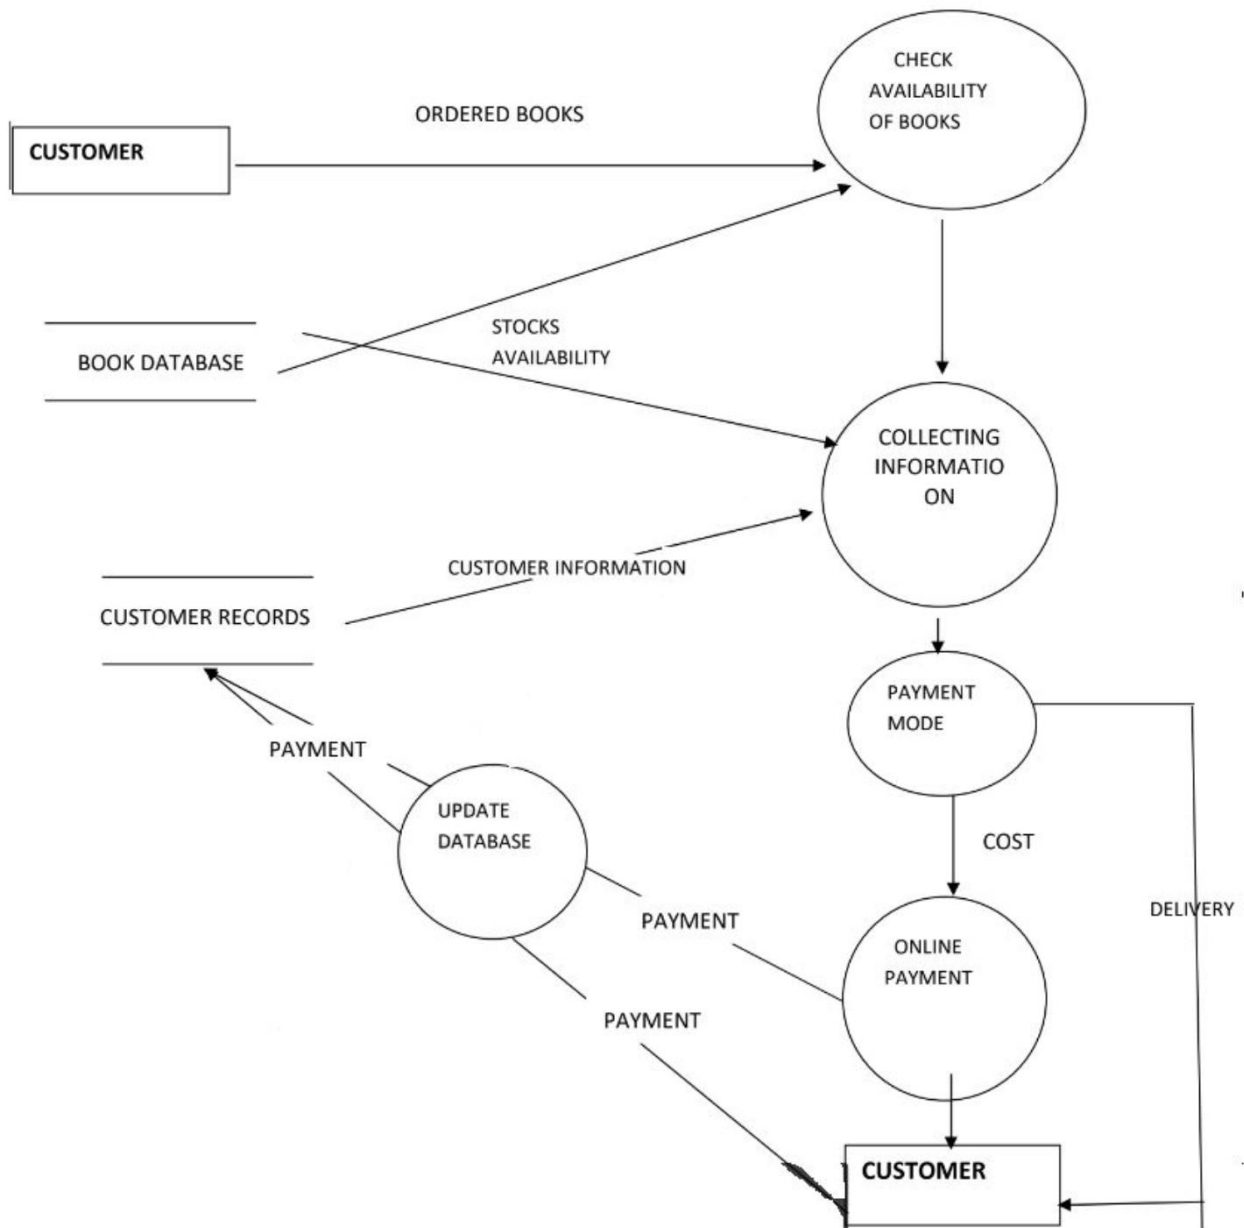 CHECK
AVAILABILITY
OF BOOKS
ORDERED BOOKS
CUSTOMER
STOCKS
AVAILABILITY
BOOK DATABASE
COLLECTING
INFORMATIO
ON
CUSTOMER INFORMATION
CUSTOMER RECORDS
PAYMENT
MODE
PAYMENT
UPDATE
DATABASE
COST
DELIVERY
PAYMENT
ONLINE
PAYMENT
PAYMENT
CUSTOMER